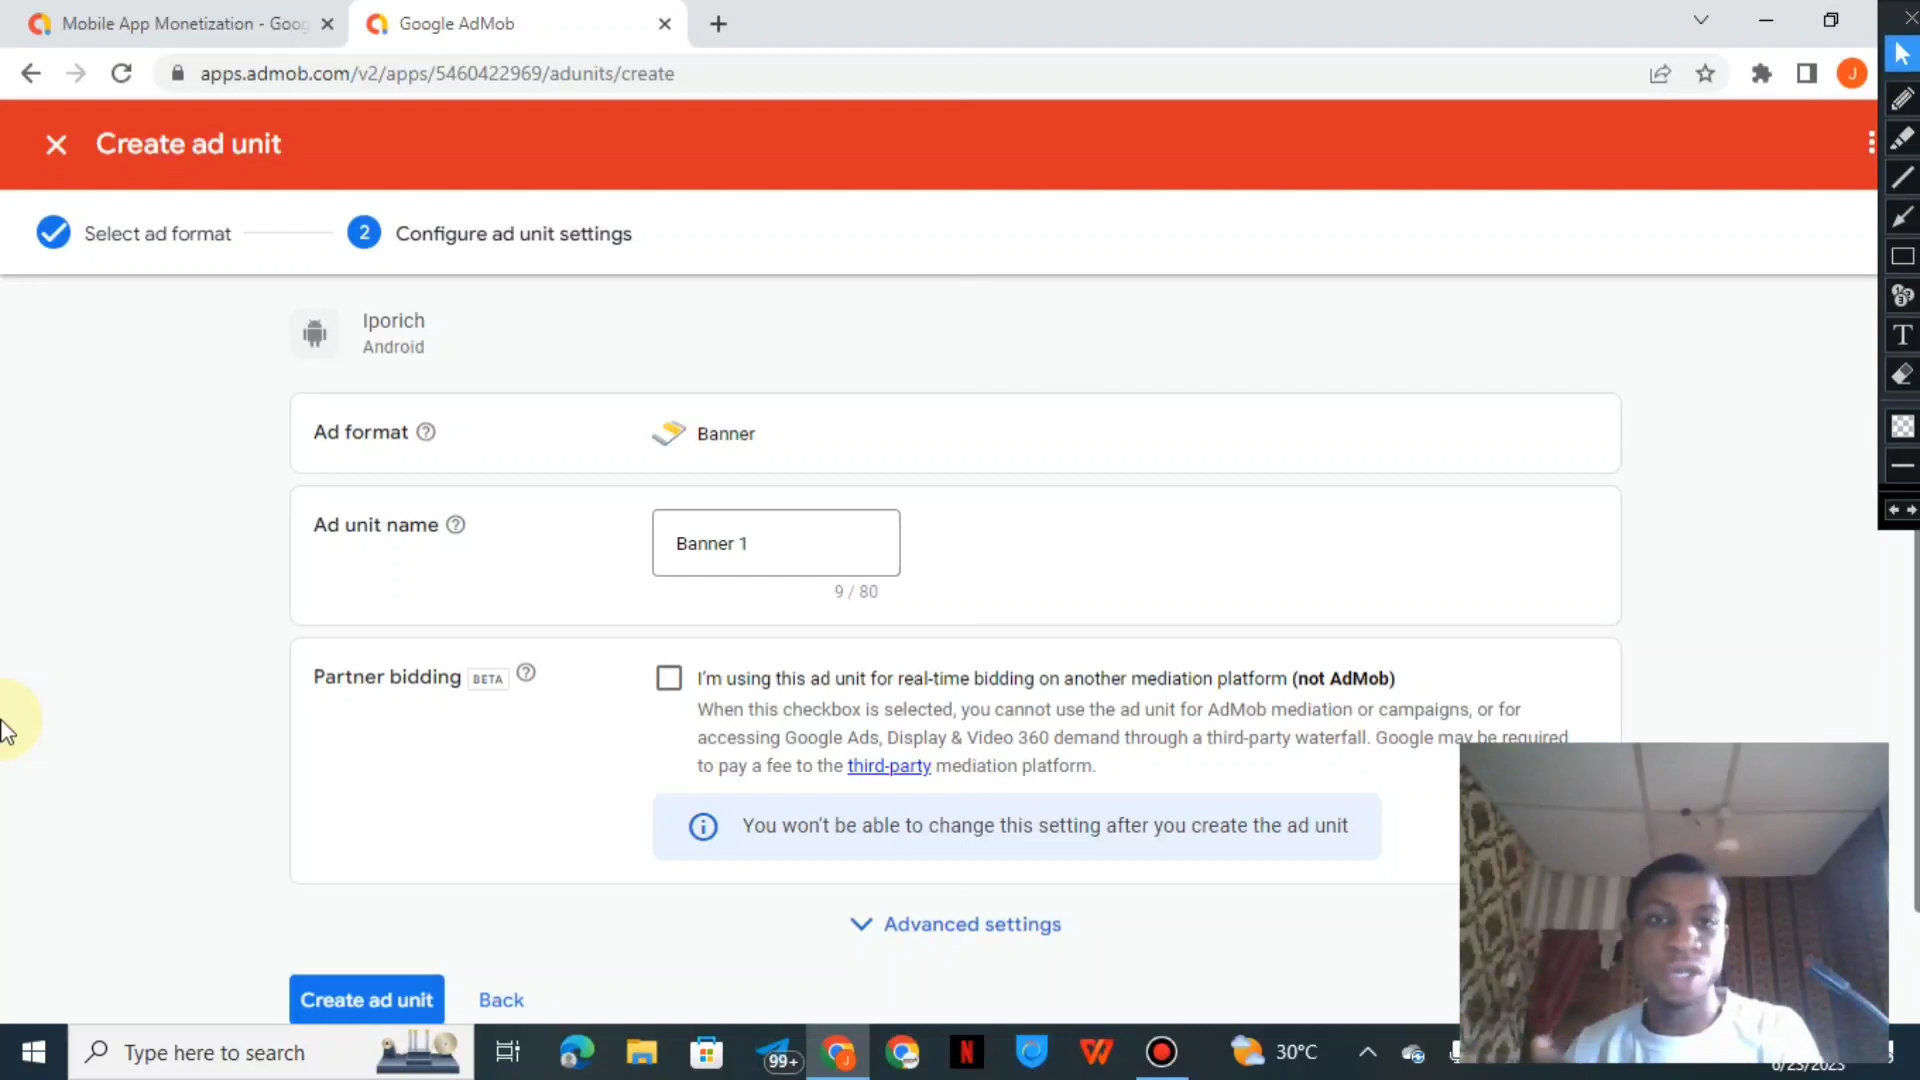 Mobile App Monetization - Goog
Google AdMob
apps.admob.com/v2/apps/5460422969/adunits/create
J
Create ad unit
Select ad format
2
Configure ad unit settings
Iporich
Android
Ad format
Banner
Ad unit name
Banner 1
9 / 80
Partner bidding BETA
I'm using this ad unit for real-time bidding on another mediation platform (not AdMob)
When this checkbox is selected, you cannot use the ad unit for AdMob mediation or campaigns, or for
accessing Google Ads, Display & Video 360 demand through a third-party waterfall. Google may be required
to pay a fee to the third-party mediation platform.
You won't be able to change this setting after you create the ad unit
Advanced settings
Create ad unit
Back
Type here to search
99+
30°C
6/23/2023